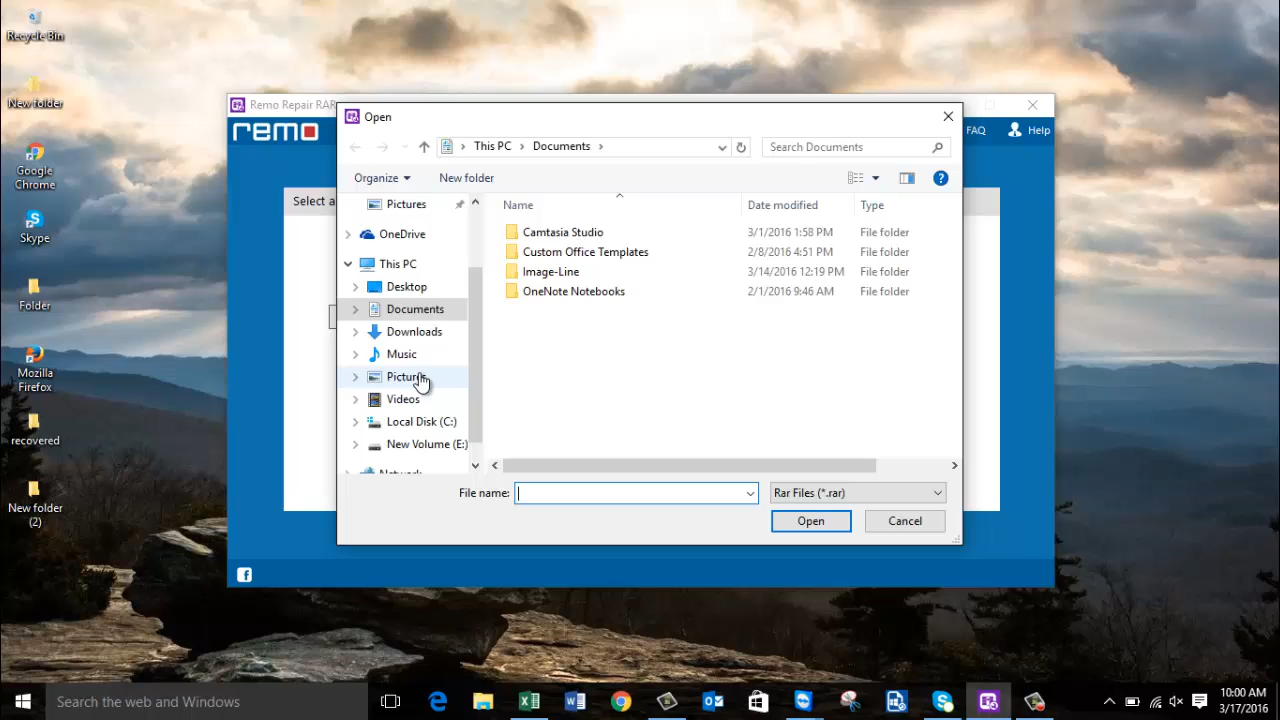 Recycle Bin
New folder
Google
Chrome
Skype
Folder
Mozilla
Firefox
recovered
New folder
(2)
Remo Repair RAR
remo
FAQ
Help
Select a
Open
This PC
Documents
Search Documents
Organize
New folder
Pictures
OneDrive
This PC
Desktop
Documents
Downloads
Music
Pictures
Videos
Local Disk (C:)
New Volume (E:)
Network
Name
Date modified
Type
Camtasia Studio
3/1/2016 1:58 PM
File folder
Custom Office Templates
2/8/2016 4:51 PM
File folder
Image-Line
3/14/2016 12:19 PM
File folder
OneNote Notebooks
2/1/2016 9:46 AM
File folder
File name:
Rar Files (*.rar)
Open
Cancel
Search the web and Windows
10:00 AM
3/17/2016